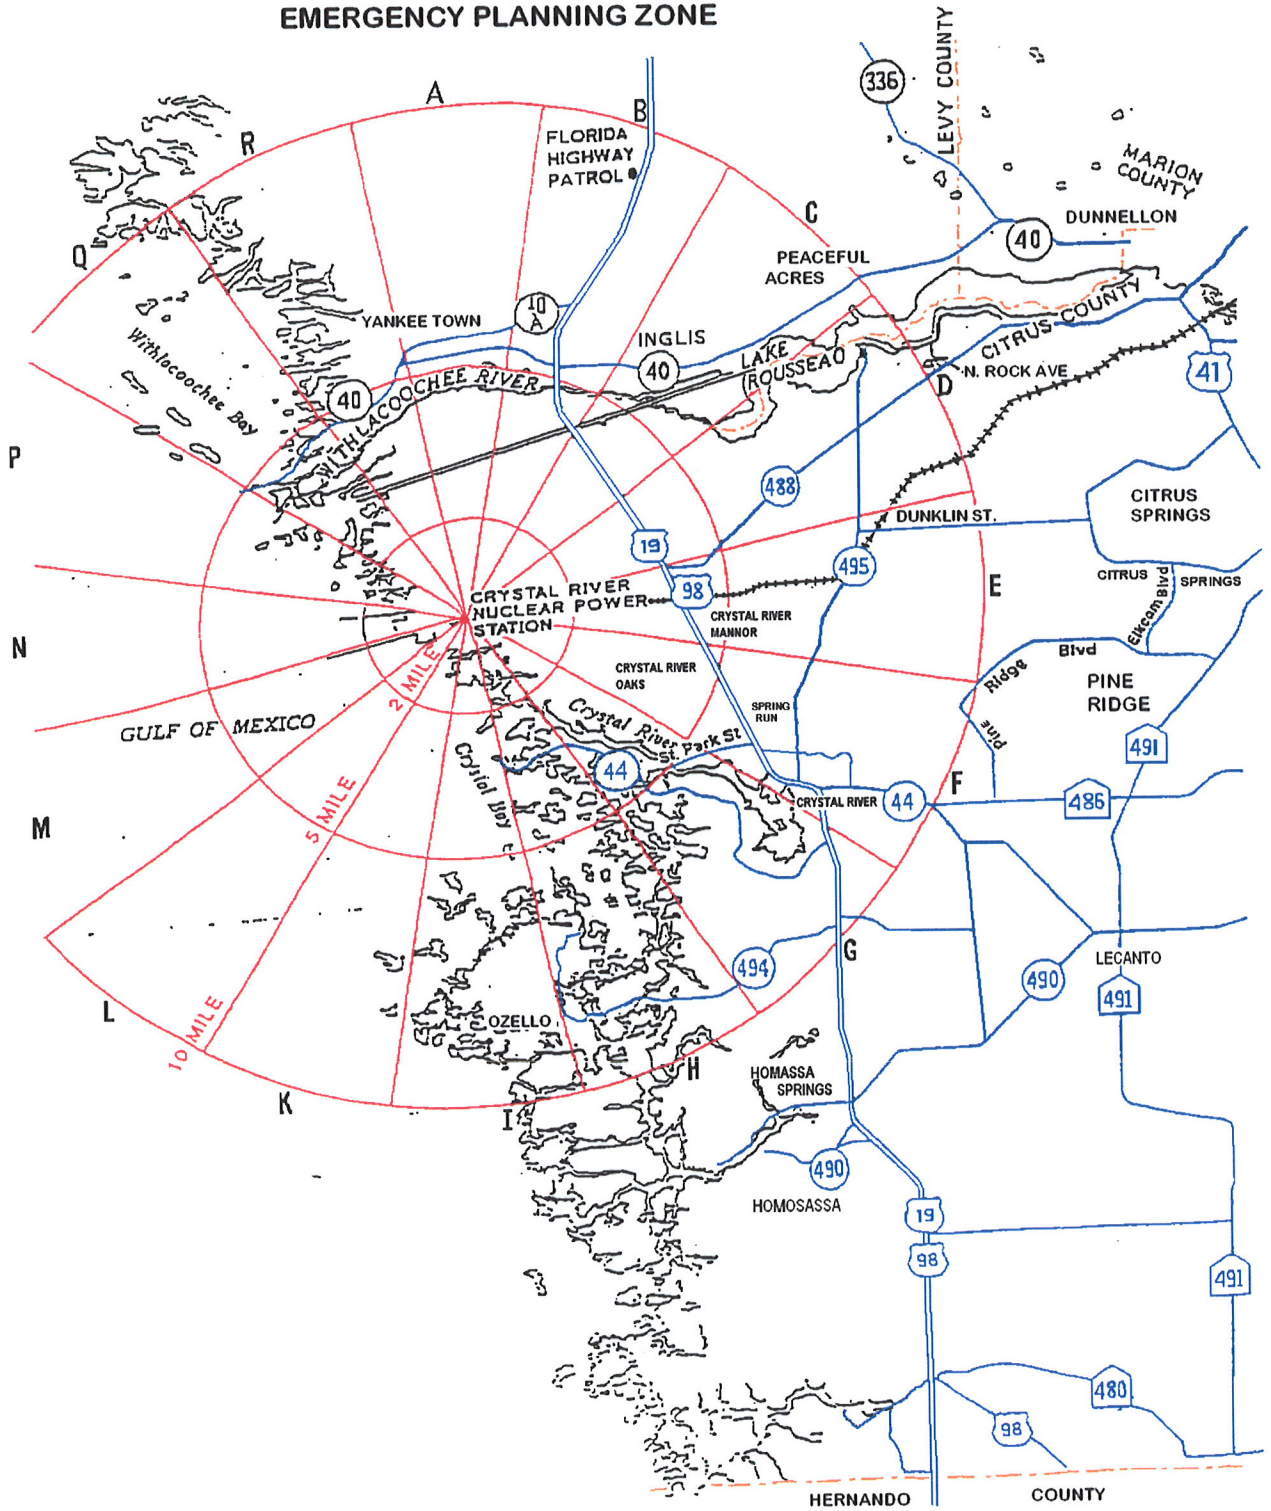 EMERGENCY PLANNING ZONE
A
B
R
Q
P
N
M
L
K
I
H
G
F
E
D
C
336
LEVY COUNTY
MARION
COUNTY
DUNNELLON
40
FLORIDA
HIGHWAY
PATROL
PEACEFUL
ACRES
10
A
YANKEE TOWN
INGLIS
40
LAKE
ROUSSEAU
CITRUS COUNTY
N. ROCK AVE
41
Withlacoochee Bay
40
WITHLACOOCHEE RIVER
488
CITRUS
SPRINGS
DUNKLIN ST.
19
495
98
CITRUS
SPRINGS
Elkcam Blvd
CRYSTAL RIVER
NUCLEAR POWER
STATION
CRYSTAL RIVER
MANNOR
CRYSTAL RIVER
OAKS
Pine
Ridge
Blvd
PINE
RIDGE
2 MILE
SPRING
RUN
GULF OF MEXICO
Crystal River
St. Park St
491
Crystal Bay
44
CRYSTAL RIVER
44
486
5 MILE
494
LECANTO
490
491
10 MILE
OZELLO
HOMASSA
SPRINGS
490
HOMOSASSA
19
98
491
480
98
HERNANDO
COUNTY